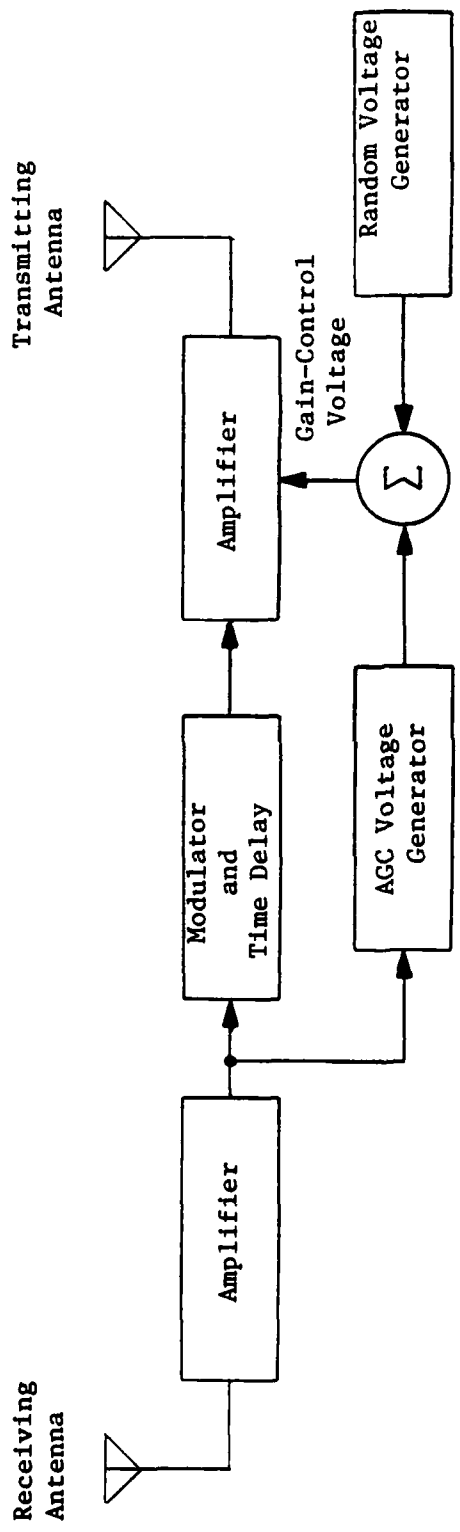 Receiving
Antenna
Amplifier
Modulator
and
Time Delay
Amplifier
Transmitting
Antenna
Gain-Control
Voltage
AGC Voltage
Generator
Σ
Random Voltage
Generator